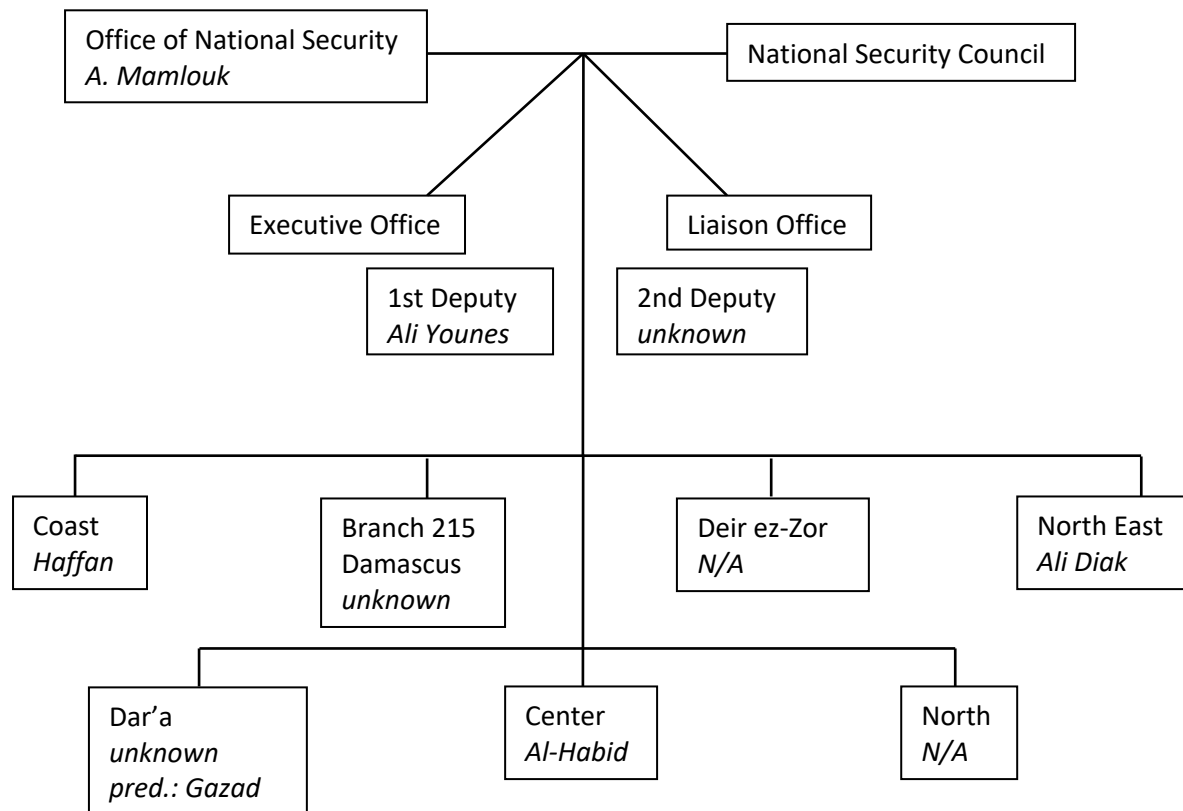 Office of National Security
A. Mamlouk
National Security Council
Executive Office
Liaison Office
1st Deputy
Ali Younes
2nd Deputy
unknown
Coast
Haffan
Branch 215
Damascus
unknown
Deir ez-Zor
N/A
North East
Ali Diak
Dar’a
unknown
pred.: Gazad
Center
Al-Habid
North
N/A